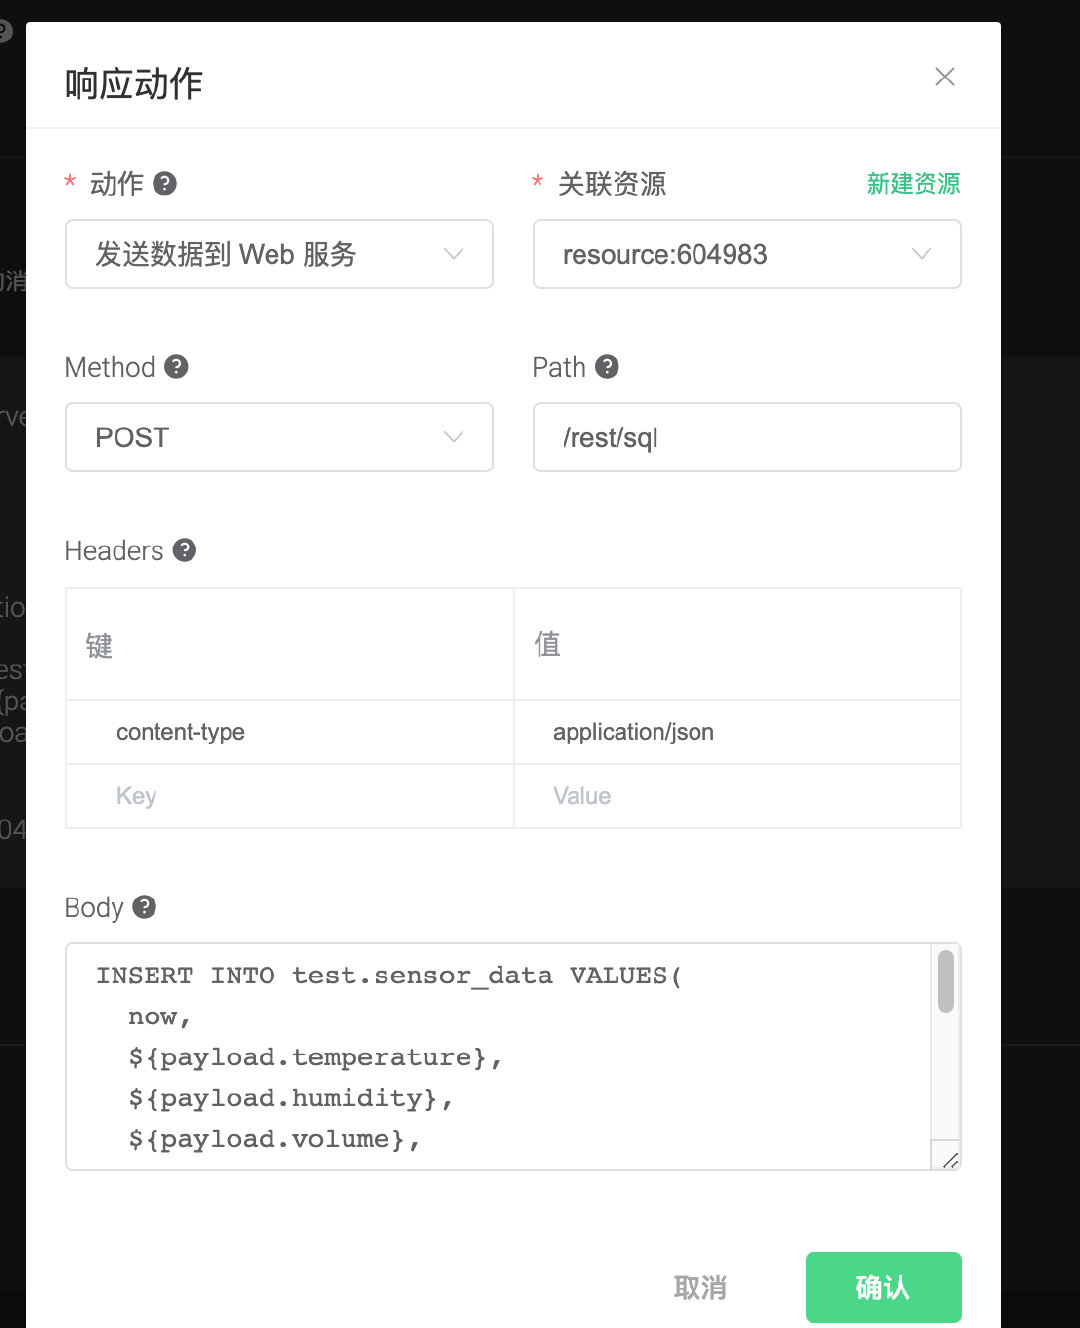 响应动作
* 动作
* 关联资源
新建资源
发送数据到 Web 服务
resource:604983
Method
Path
POST
/rest/sql
Headers
键
值
content-type
application/json
Key
Value
Body
INSERT INTO test.sensor_data VALUES(
now,
${payload.temperature},
${payload.humidity},
${payload.volume},
取消
确认